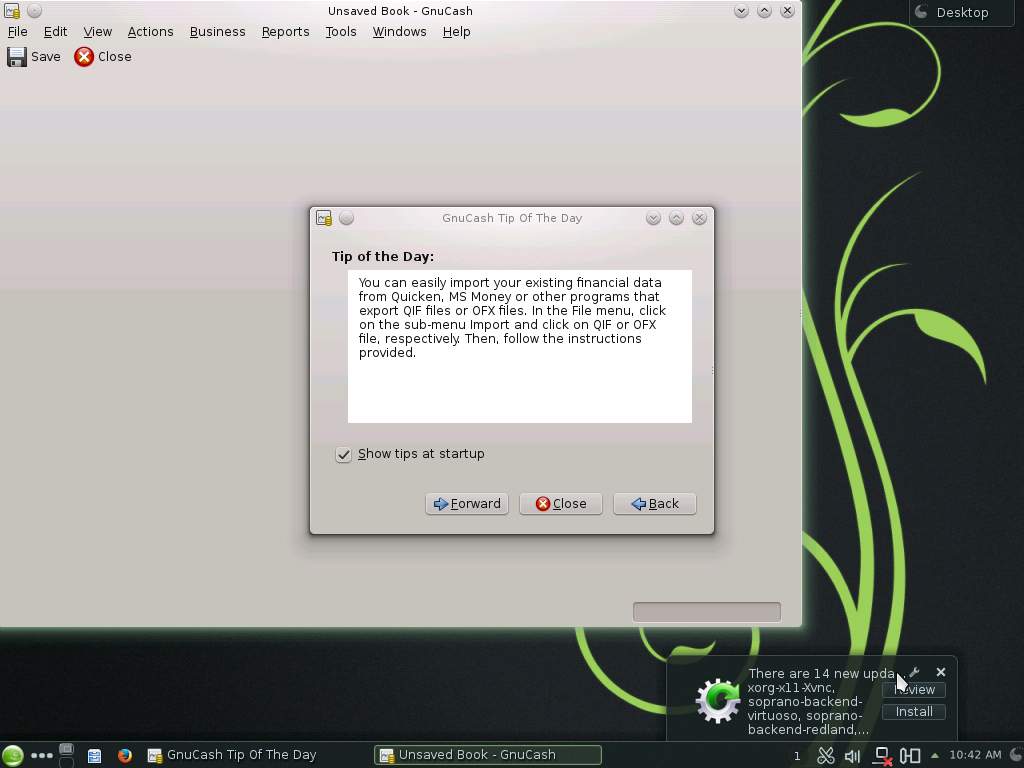 Unsaved Book - GnuCash
Desktop
File Edit View Actions Business Reports Tools Windows Help
Save Close
GnuCash Tip Of The Day
Tip of the Day:
You can easily import your existing financial data
from Quicken, MS Money or other programs that
export QIF files or OFX files. In the File menu, click
on the sub-menu Import and click on QIF or OFX
file, respectively. Then, follow the instructions
provided.
Show tips at startup
Forward Close Back
There are 14 new upda...
xorg-x11-Xvnc,
soprano-backend-
virtuoso, soprano-
backend-redland,...
Review
Install
GnuCash Tip Of The Day
Unsaved Book - GnuCash
1
10:42 AM